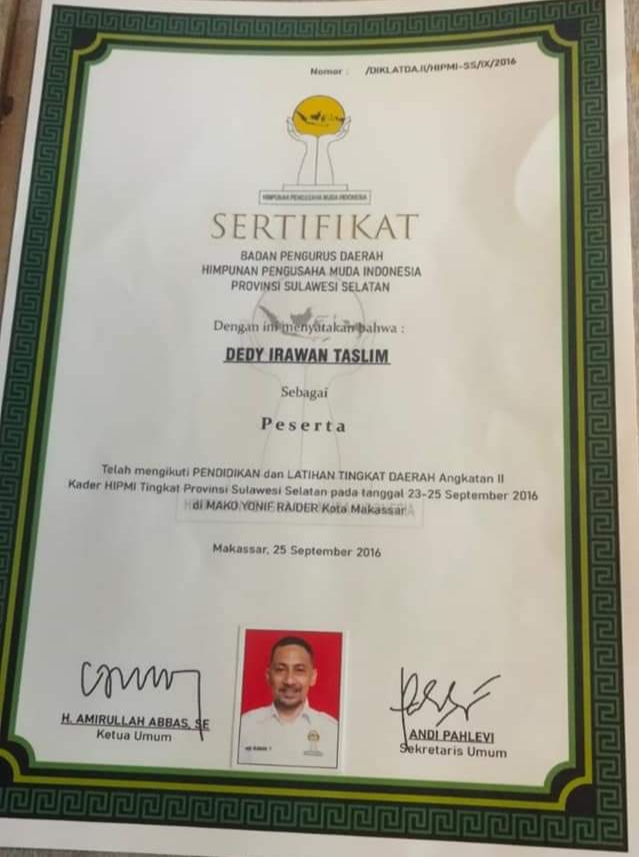 Nomor : /DIKLATDA.II/HIPMI-SS/IX/2016
HIMPUNAN PENGUSAHA MUDA INDONESIA
SERTIFIKAT
BADAN PENGURUS DAERAH
HIMPUNAN PENGUSAHA MUDA INDONESIA
PROVINSI SULAWESI SELATAN
Dengan ini menyatakan bahwa :
DEDY IRAWAN TASLIM
Sebagai
Peserta
Telah mengikuti PENDIDIKAN dan LATIHAN TINGKAT DAERAH Angkatan II
Kader HIPMI Tingkat Provinsi Sulawesi Selatan pada tanggal 23-25 September 2016
di MAKO YONIF RAIDER Kota Makassar
Makassar, 25 September 2016
H. AMIRULLAH ABBAS, SE
Ketua Umum
ANDI PAHLEVI
Sekretaris Umum